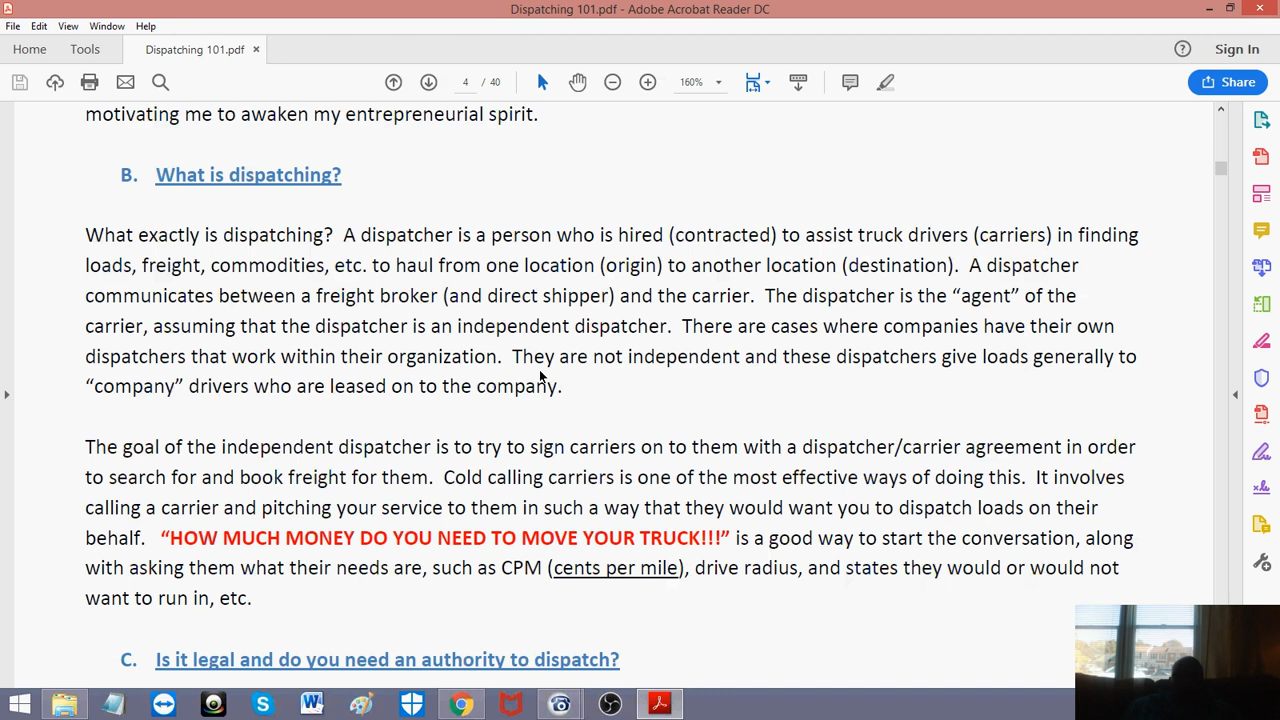 Dispatching 101.pdf - Adobe Acrobat Reader DC
File Edit View Window Help
Home Tools Dispatching 101.pdf × Sign In
4 / 40 160% Share
motivating me to awaken my entrepreneurial spirit.
B. What is dispatching?
What exactly is dispatching? A dispatcher is a person who is hired (contracted) to assist truck drivers (carriers) in finding
loads, freight, commodities, etc. to haul from one location (origin) to another location (destination). A dispatcher
communicates between a freight broker (and direct shipper) and the carrier. The dispatcher is the “agent” of the
carrier, assuming that the dispatcher is an independent dispatcher. There are cases where companies have their own
dispatchers that work within their organization. They are not independent and these dispatchers give loads generally to
“company” drivers who are leased on to the company.
The goal of the independent dispatcher is to try to sign carriers on to them with a dispatcher/carrier agreement in order
to search for and book freight for them. Cold calling carriers is one of the most effective ways of doing this. It involves
calling a carrier and pitching your service to them in such a way that they would want you to dispatch loads on their
behalf. “HOW MUCH MONEY DO YOU NEED TO MOVE YOUR TRUCK!!!” is a good way to start the conversation, along
with asking them what their needs are, such as CPM (cents per mile), drive radius, and states they would or would not
want to run in, etc.
C. Is it legal and do you need an authority to dispatch?